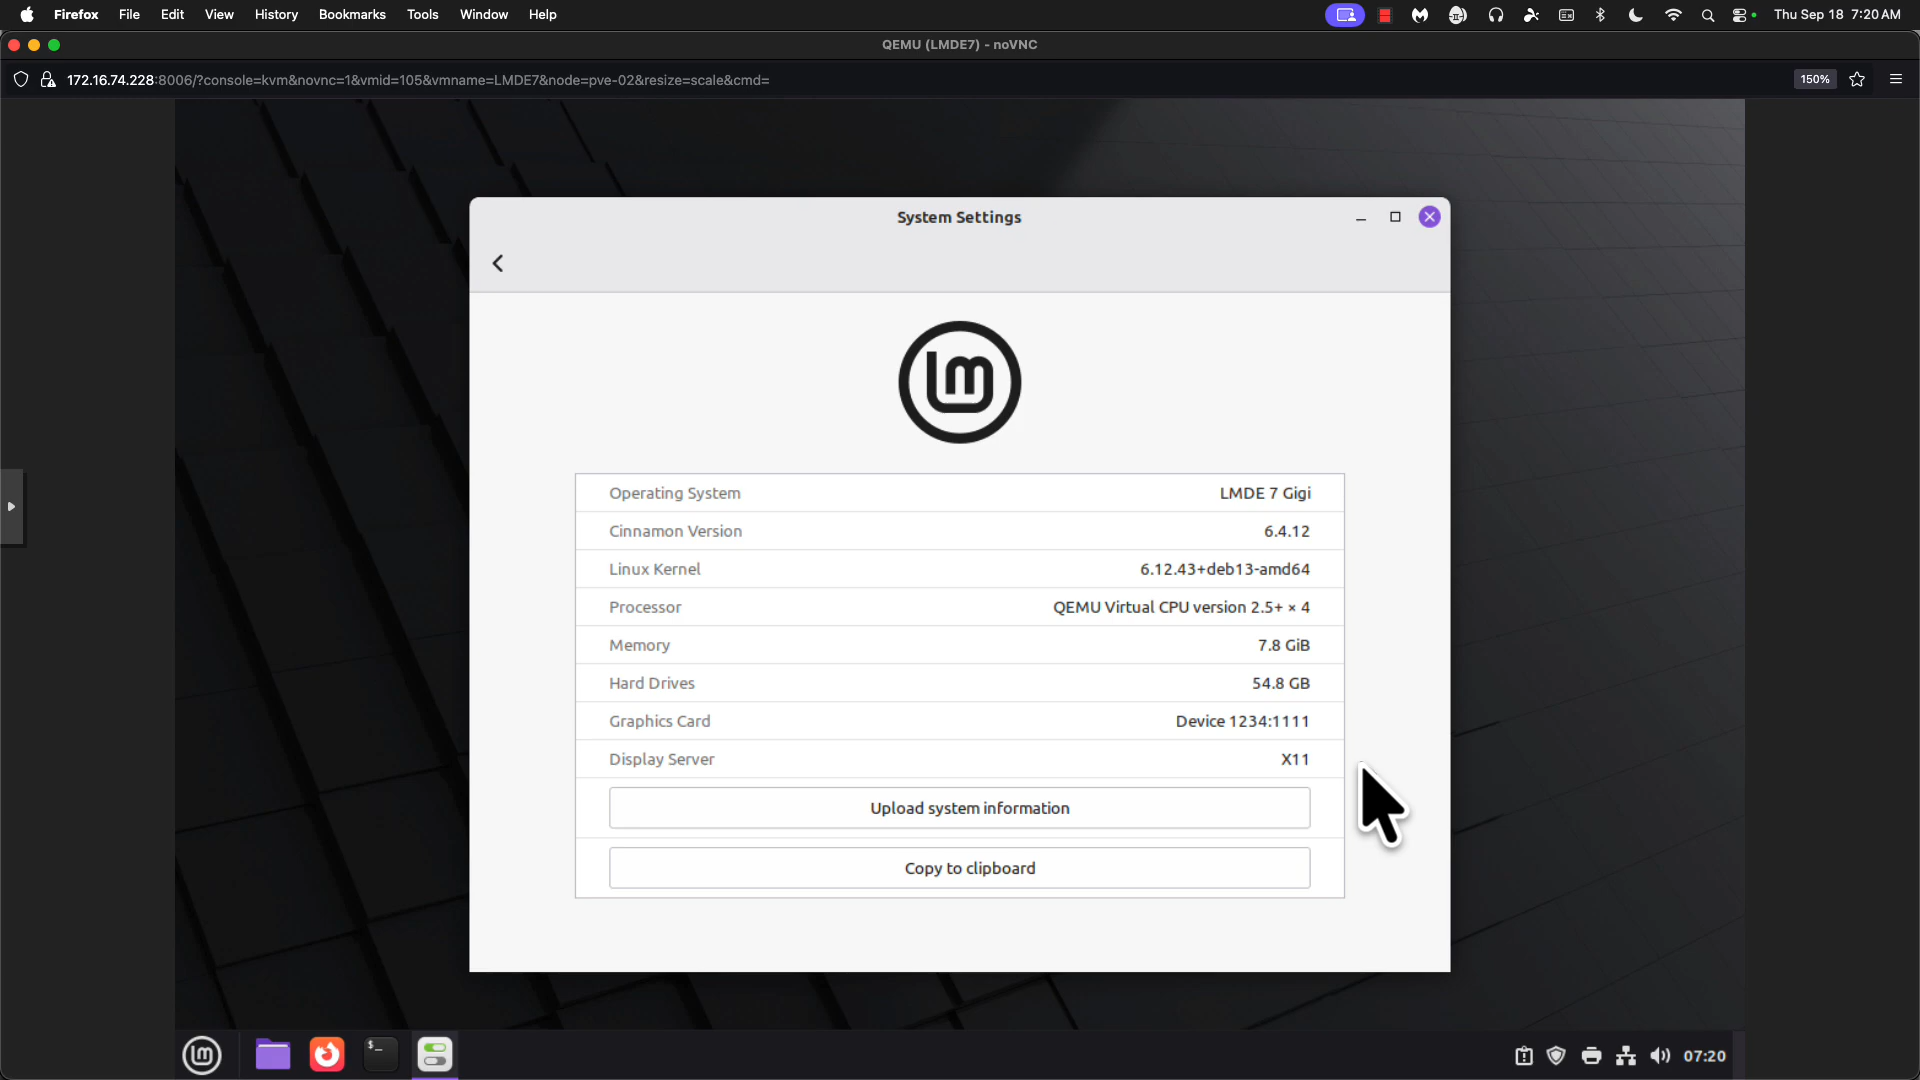 Firefox File Edit View History Bookmarks Tools Window Help Thu Sep 18 7:20 AM
QEMU (LMDE7) - noVNC
172.16.74.228:8006/?console=kvm&novnc=1&vmid=105&vmname=LMDE7&node=pve-02&resize=scale&cmd= 150%
System Settings
lm
Operating System LMDE 7 Gigi
Cinnamon Version 6.4.12
Linux Kernel 6.12.43+deb13-amd64
Processor QEMU Virtual CPU version 2.5+ × 4
Memory 7.8 GiB
Hard Drives 54.8 GB
Graphics Card Device 1234:1111
Display Server X11
Upload system information
Copy to clipboard
lm $_ 07:20